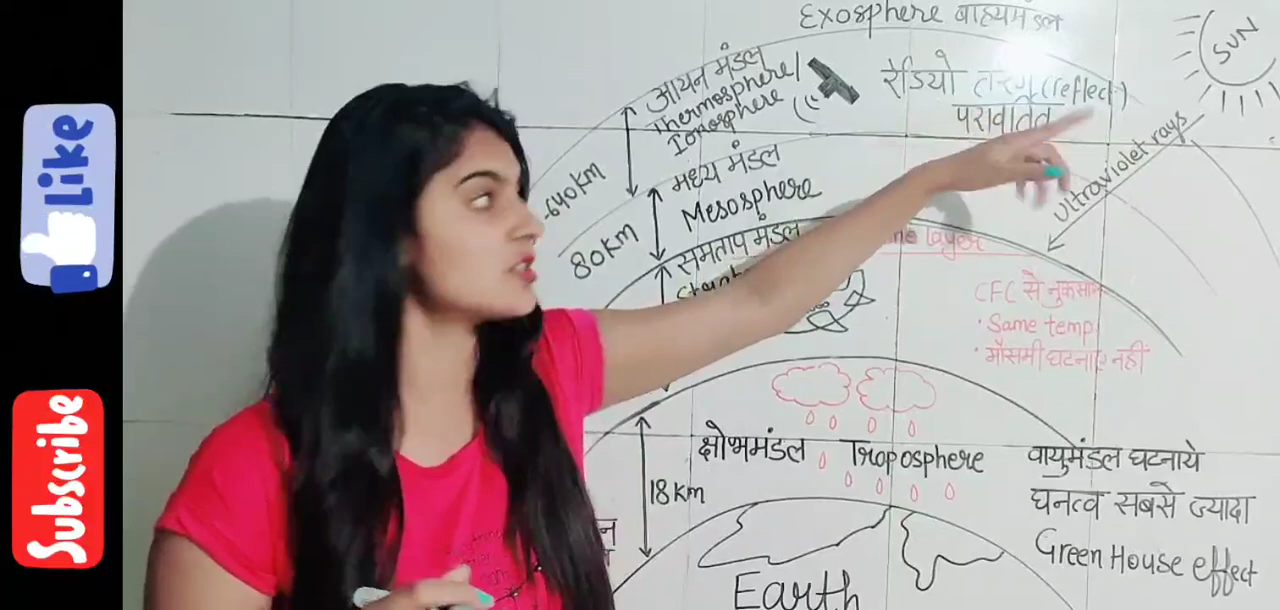 Exosphere बाह्यमंडल
SUN
आयन मंडल
Thermosphere/
Ionosphere
रेडियो तरंग (reflect)
परावर्तित
Ultraviolet rays
640 KM
मध्य मंडल
Mesosphere
80 KM
समताप मंडल
layer
CFC से नुकसान
· Same temp.
· मौसमी घटनाए नहीं
क्षोभमंडल Troposphere
18 KM
वायुमंडल घटनाये
घनत्व सबसे ज्यादा
Green House effect
Earth
Like
Subscribe